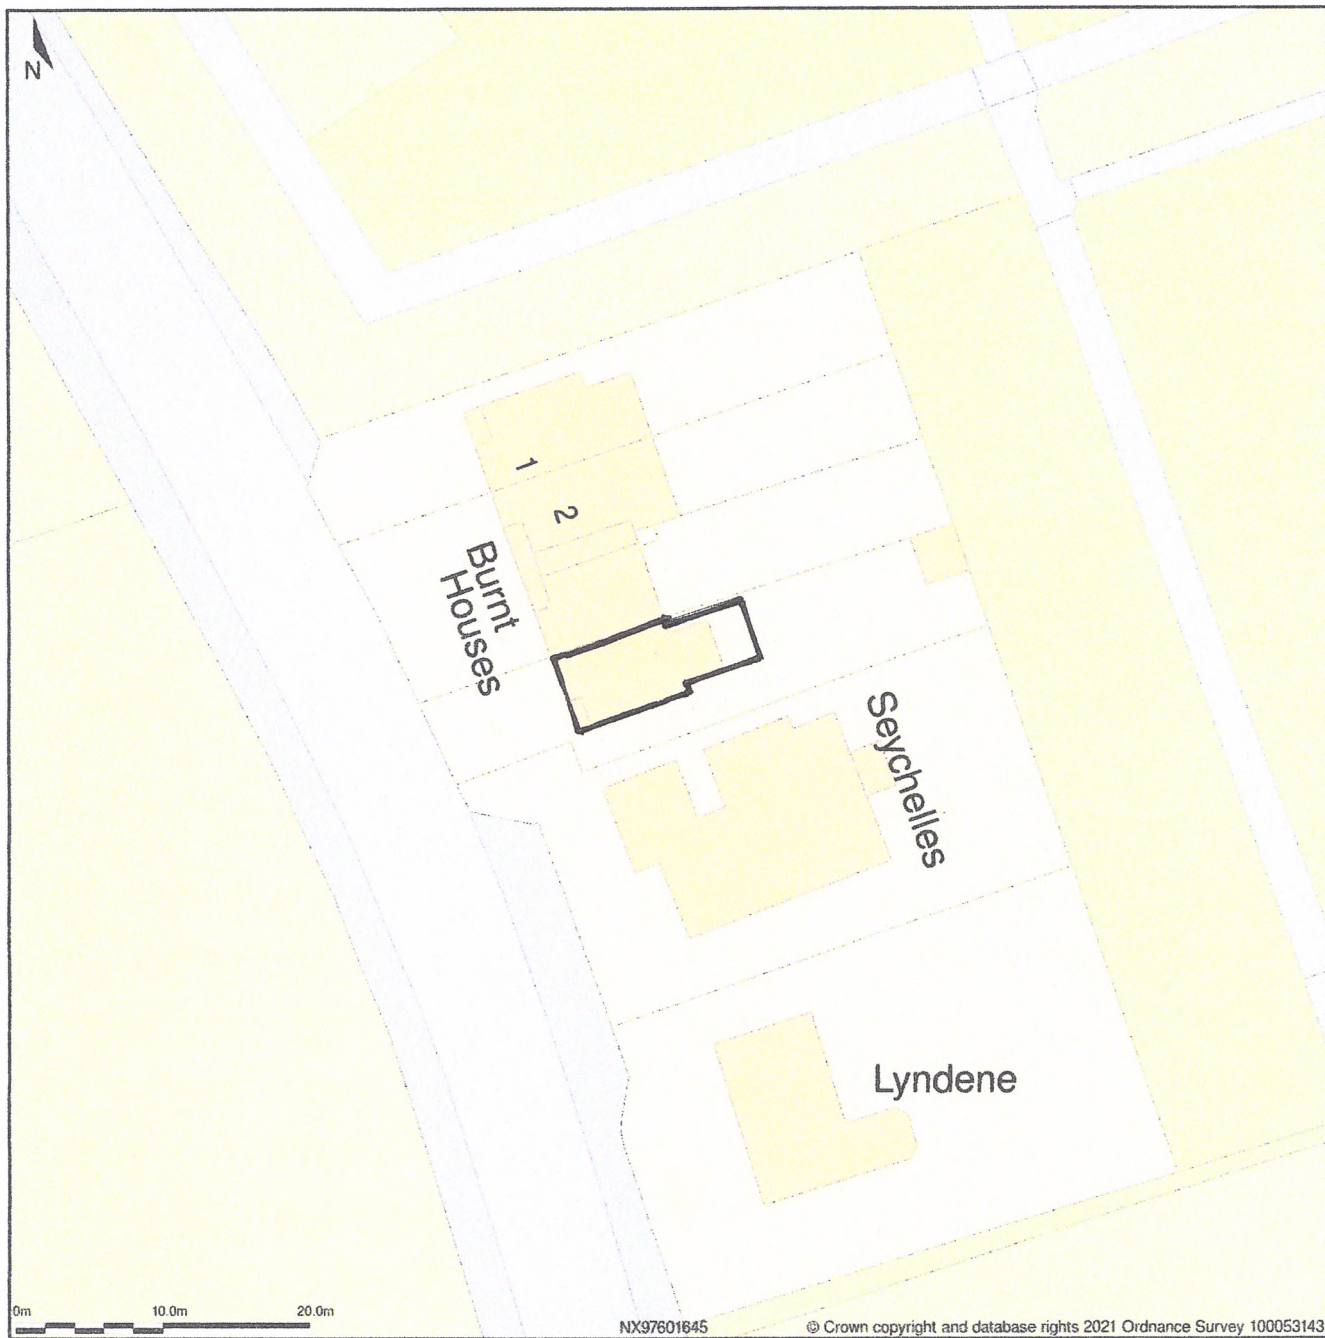 N
1
2
Burnt
Houses
Seychelles
Lyndene
0m 10.0m 20.0m
NX97601645
© Crown copyright and database rights 2021 Ordnance Survey 100053143